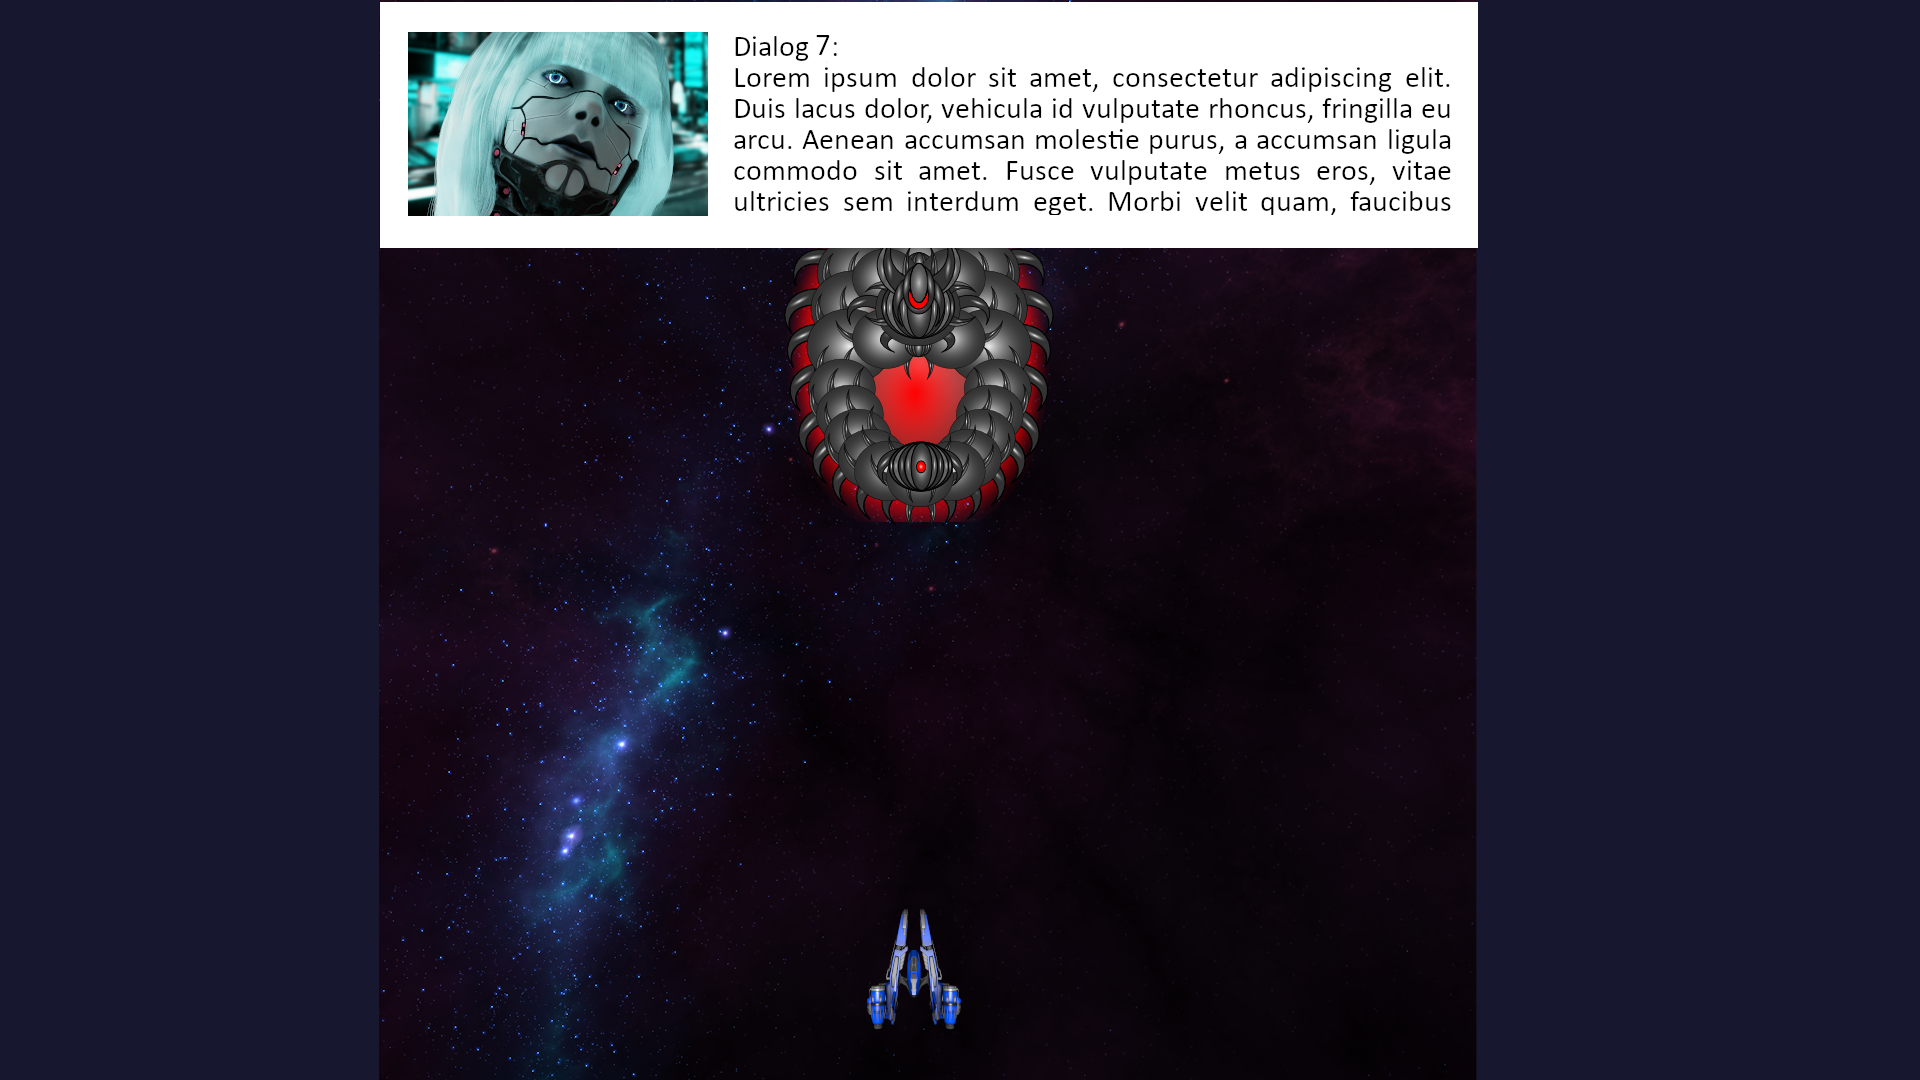 Dialog 7:
Lorem ipsum dolor sit amet, consectetur adipiscing elit.
Duis lacus dolor, vehicula id vulputate rhoncus, fringilla eu
arcu. Aenean accumsan molestie purus, a accumsan ligula
commodo sit amet. Fusce vulputate metus eros, vitae
ultricies sem interdum eget. Morbi velit quam, faucibus